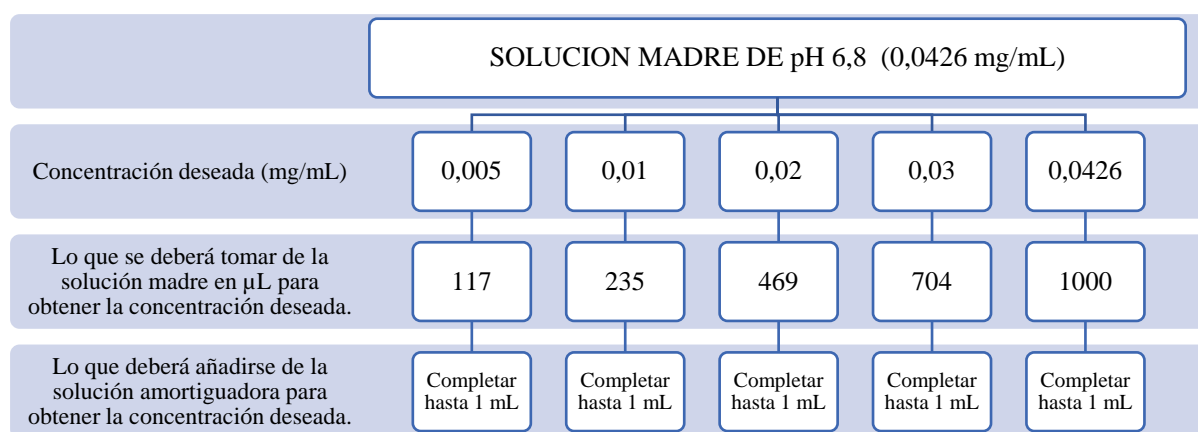 SOLUCION MADRE DE pH 6,8 (0,0426 mg/mL)
Concentración deseada (mg/mL)
0,005
0,01
0,02
0,03
0,0426
Lo que se deberá tomar de la
solución madre en µL para
obtener la concentración deseada.
117
235
469
704
1000
Lo que deberá añadirse de la
solución amortiguadora para
obtener la concentración deseada.
Completar
hasta 1 mL
Completar
hasta 1 mL
Completar
hasta 1 mL
Completar
hasta 1 mL
Completar
hasta 1 mL